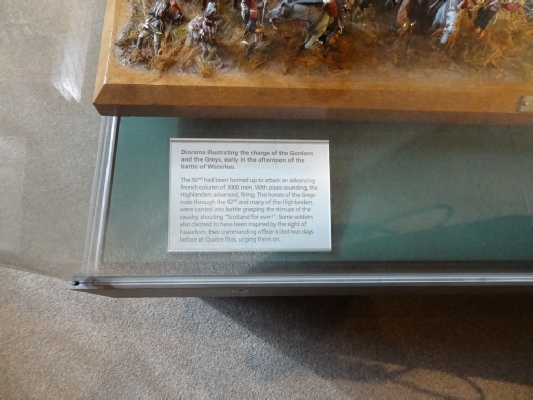 Diorama illustrating the charge of the Gordons
and the Greys, early in the afternoon of the
battle of Waterloo.
The 92nd had been formed up to attack an advancing
French column of 3000 men. With pipes sounding, the
Highlanders advanced, firing. The horses of the Greys
rode through the 92nd and many of the Highlanders
were carried into battle grasping the stirrups of the
cavalry, shouting "Scotland for ever!". Some soldiers
also claimed to have been inspired by the sight of
their commanding officer killed two days
before at Quatre Bras, urging them on.